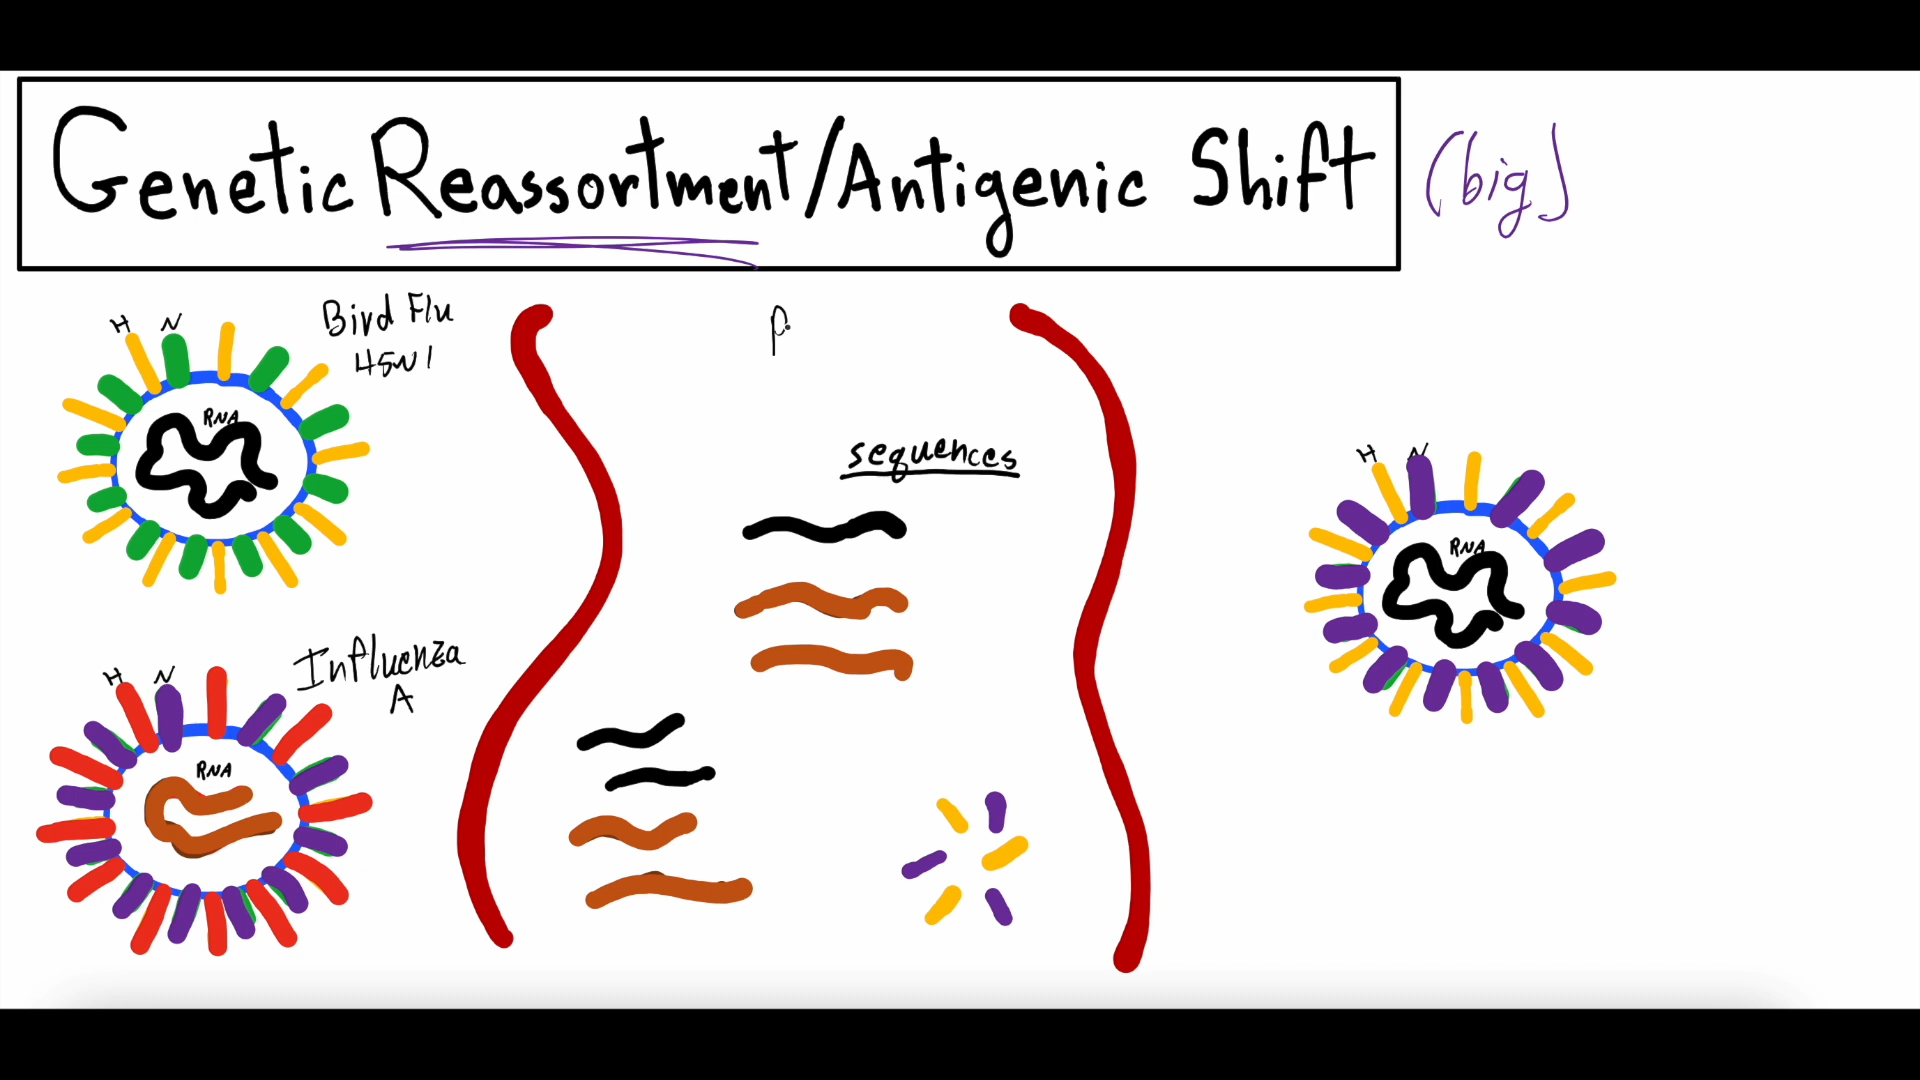 Genetic Reassortment/Antigenic Shift (big)
H N
Bird Flu
H5N1
RNA
P.
sequences
H N
RNA
H N
Influenza
A
RNA